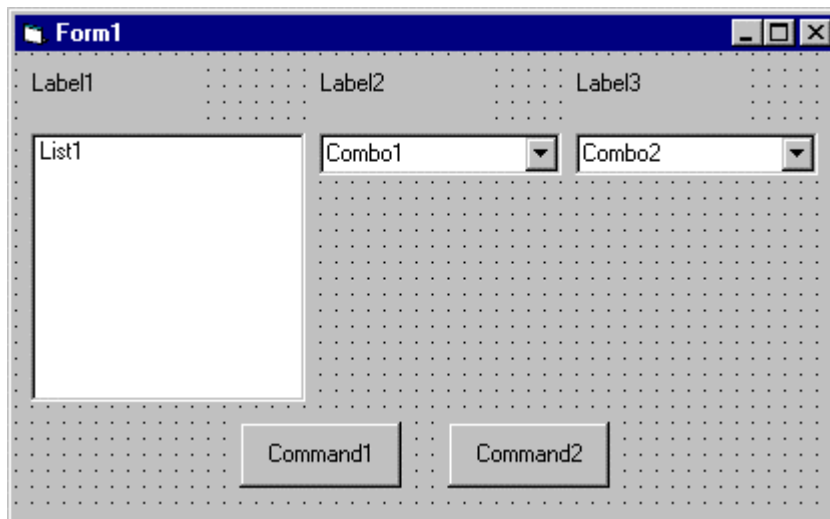 Form1
Label1 Label2 Label3
List1 Combo1 Combo2
Command1 Command2